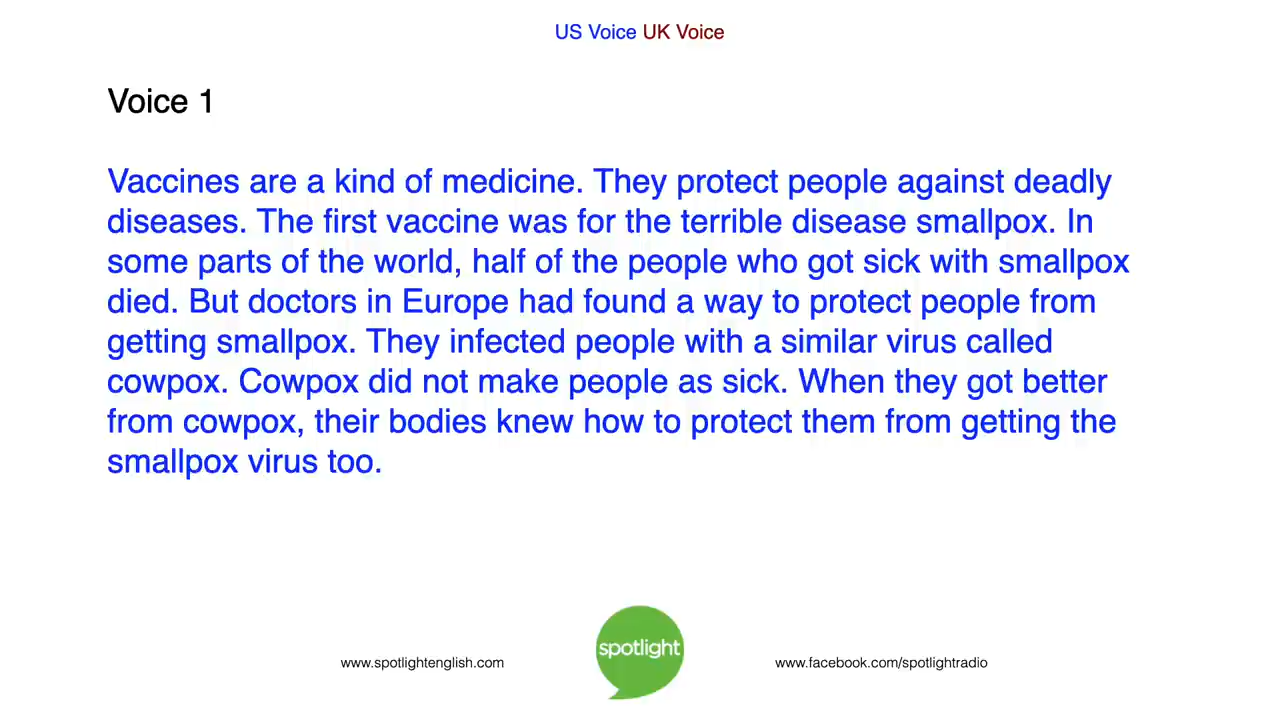 US Voice UK Voice
Voice 1
Vaccines are a kind of medicine. They protect people against deadly
diseases. The first vaccine was for the terrible disease smallpox. In
some parts of the world, half of the people who got sick with smallpox
died. But doctors in Europe had found a way to protect people from
getting smallpox. They infected people with a similar virus called
cowpox. Cowpox did not make people as sick. When they got better
from cowpox, their bodies knew how to protect them from getting the
smallpox virus too.
spotlight
www.spotlightenglish.com
www.facebook.com/spotlightradio